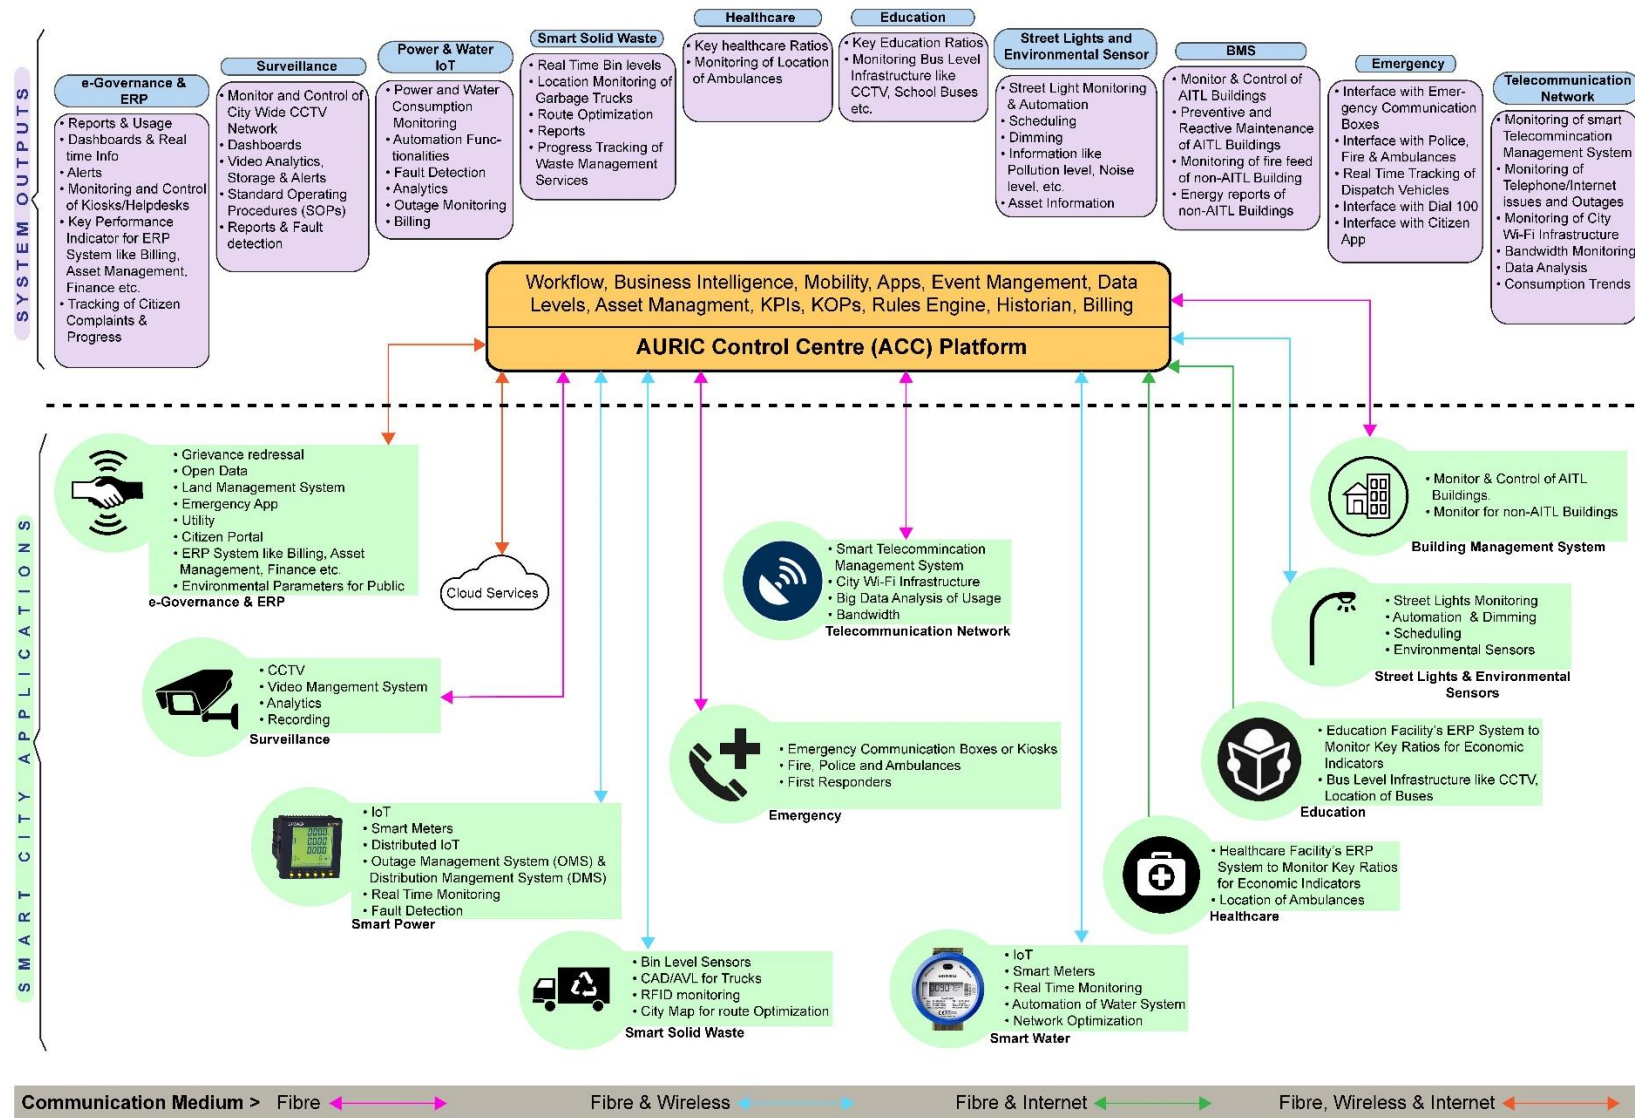 SYSTEM OUTPUTS
e-Governance &
ERP
• Reports & Usage
• Dashboards & Real
time Info
• Alerts
• Monitoring and Control
of Kiosks/Helpdesks
• Key Performance
Indicator for ERP
System like Billing,
Asset Management,
Finance etc.
• Tracking of Citizen
Complaints &
Progress
Surveillance
• Monitor and Control of
City Wide CCTV
Network
• Dashboards
• Video Analytics,
Storage & Alerts
• Standard Operating
Procedures (SOPs)
• Reports & Fault
detection
Power & Water
IoT
• Power and Water
Consumption
Monitoring
• Automation Func-
tionalities
• Fault Detection
• Analytics
• Outage Monitoring
• Billing
Smart Solid Waste
• Real Time Bin levels
• Location Monitoring of
Garbage Trucks
• Route Optimization
• Reports
• Progress Tracking of
Waste Management
Services
Healthcare
• Key healthcare Ratios
• Monitoring of Location
of Ambulances
Education
• Key Education Ratios
• Monitoring Bus Level
Infrastructure like
CCTV, School Buses
etc.
Street Lights and
Environmental Sensor
• Street Light Monitoring
& Automation
• Scheduling
• Dimming
• Information like
Pollution level, Noise
level, etc.
• Asset Information
BMS
• Monitor & Control of
AITL Buildings
• Preventive and
Reactive Maintenance
of AITL Buildings
• Monitoring of fire feed
of non-AITL Building
• Energy reports of
non-AITL Buildings
Emergency
• Interface with Emer-
gency Communication
Boxes
• Interface with Police,
Fire & Ambulances
• Real Time Tracking of
Dispatch Vehicles
• Interface with Dial 100
• Interface with Citizen
App
Telecommunication
Network
• Monitoring of smart
Telecommincation
Management System
• Monitoring of
Telephone/Internet
issues and Outages
• Monitoring of City
Wi-Fi Infrastructure
• Bandwidth Monitoring
• Data Analysis
• Consumption Trends
Workflow, Business Intelligence, Mobility, Apps, Event Mangement, Data
Levels, Asset Managment, KPIs, KOPs, Rules Engine, Historian, Billing
AURIC Control Centre (ACC) Platform
SMART CITY APPLICATIONS
• Grievance redressal
• Open Data
• Land Management System
• Emergency App
• Utility
• Citizen Portal
• ERP System like Billing, Asset
Management, Finance etc.
• Environmental Parameters for Public
e-Governance & ERP
Cloud Services
• Smart Telecommincation
Management System
• City Wi-Fi Infrastructure
• Big Data Analysis of Usage
• Bandwidth
Telecommunication Network
• Monitor & Control of AITL
Buildings.
• Monitor for non-AITL Buildings
Building Management System
• Street Lights Monitoring
• Automation & Dimming
• Scheduling
• Environmental Sensors
Street Lights & Environmental
Sensors
• CCTV
• Video Mangement System
• Analytics
• Recording
Surveillance
• Emergency Communication Boxes or Kiosks
• Fire, Police and Ambulances
• First Responders
Emergency
• Education Facility's ERP System to
Monitor Key Ratios for Economic
Indicators
• Bus Level Infrastructure like CCTV,
Location of Buses
Education
• IoT
• Smart Meters
• Distributed IoT
• Outage Management System (OMS) &
Distribution Mangement System (DMS)
• Real Time Monitoring
• Fault Detection
Smart Power
• Healthcare Facility's ERP
System to Monitor Key Ratios
for Economic Indicators
• Location of Ambulances
Healthcare
• Bin Level Sensors
• CAD/AVL for Trucks
• RFID monitoring
• City Map for route Optimization
Smart Solid Waste
• IoT
• Smart Meters
• Real Time Monitoring
• Automation of Water System
• Network Optimization
Smart Water
Communication Medium > Fibre Fibre & Wireless Fibre & Internet Fibre, Wireless & Internet